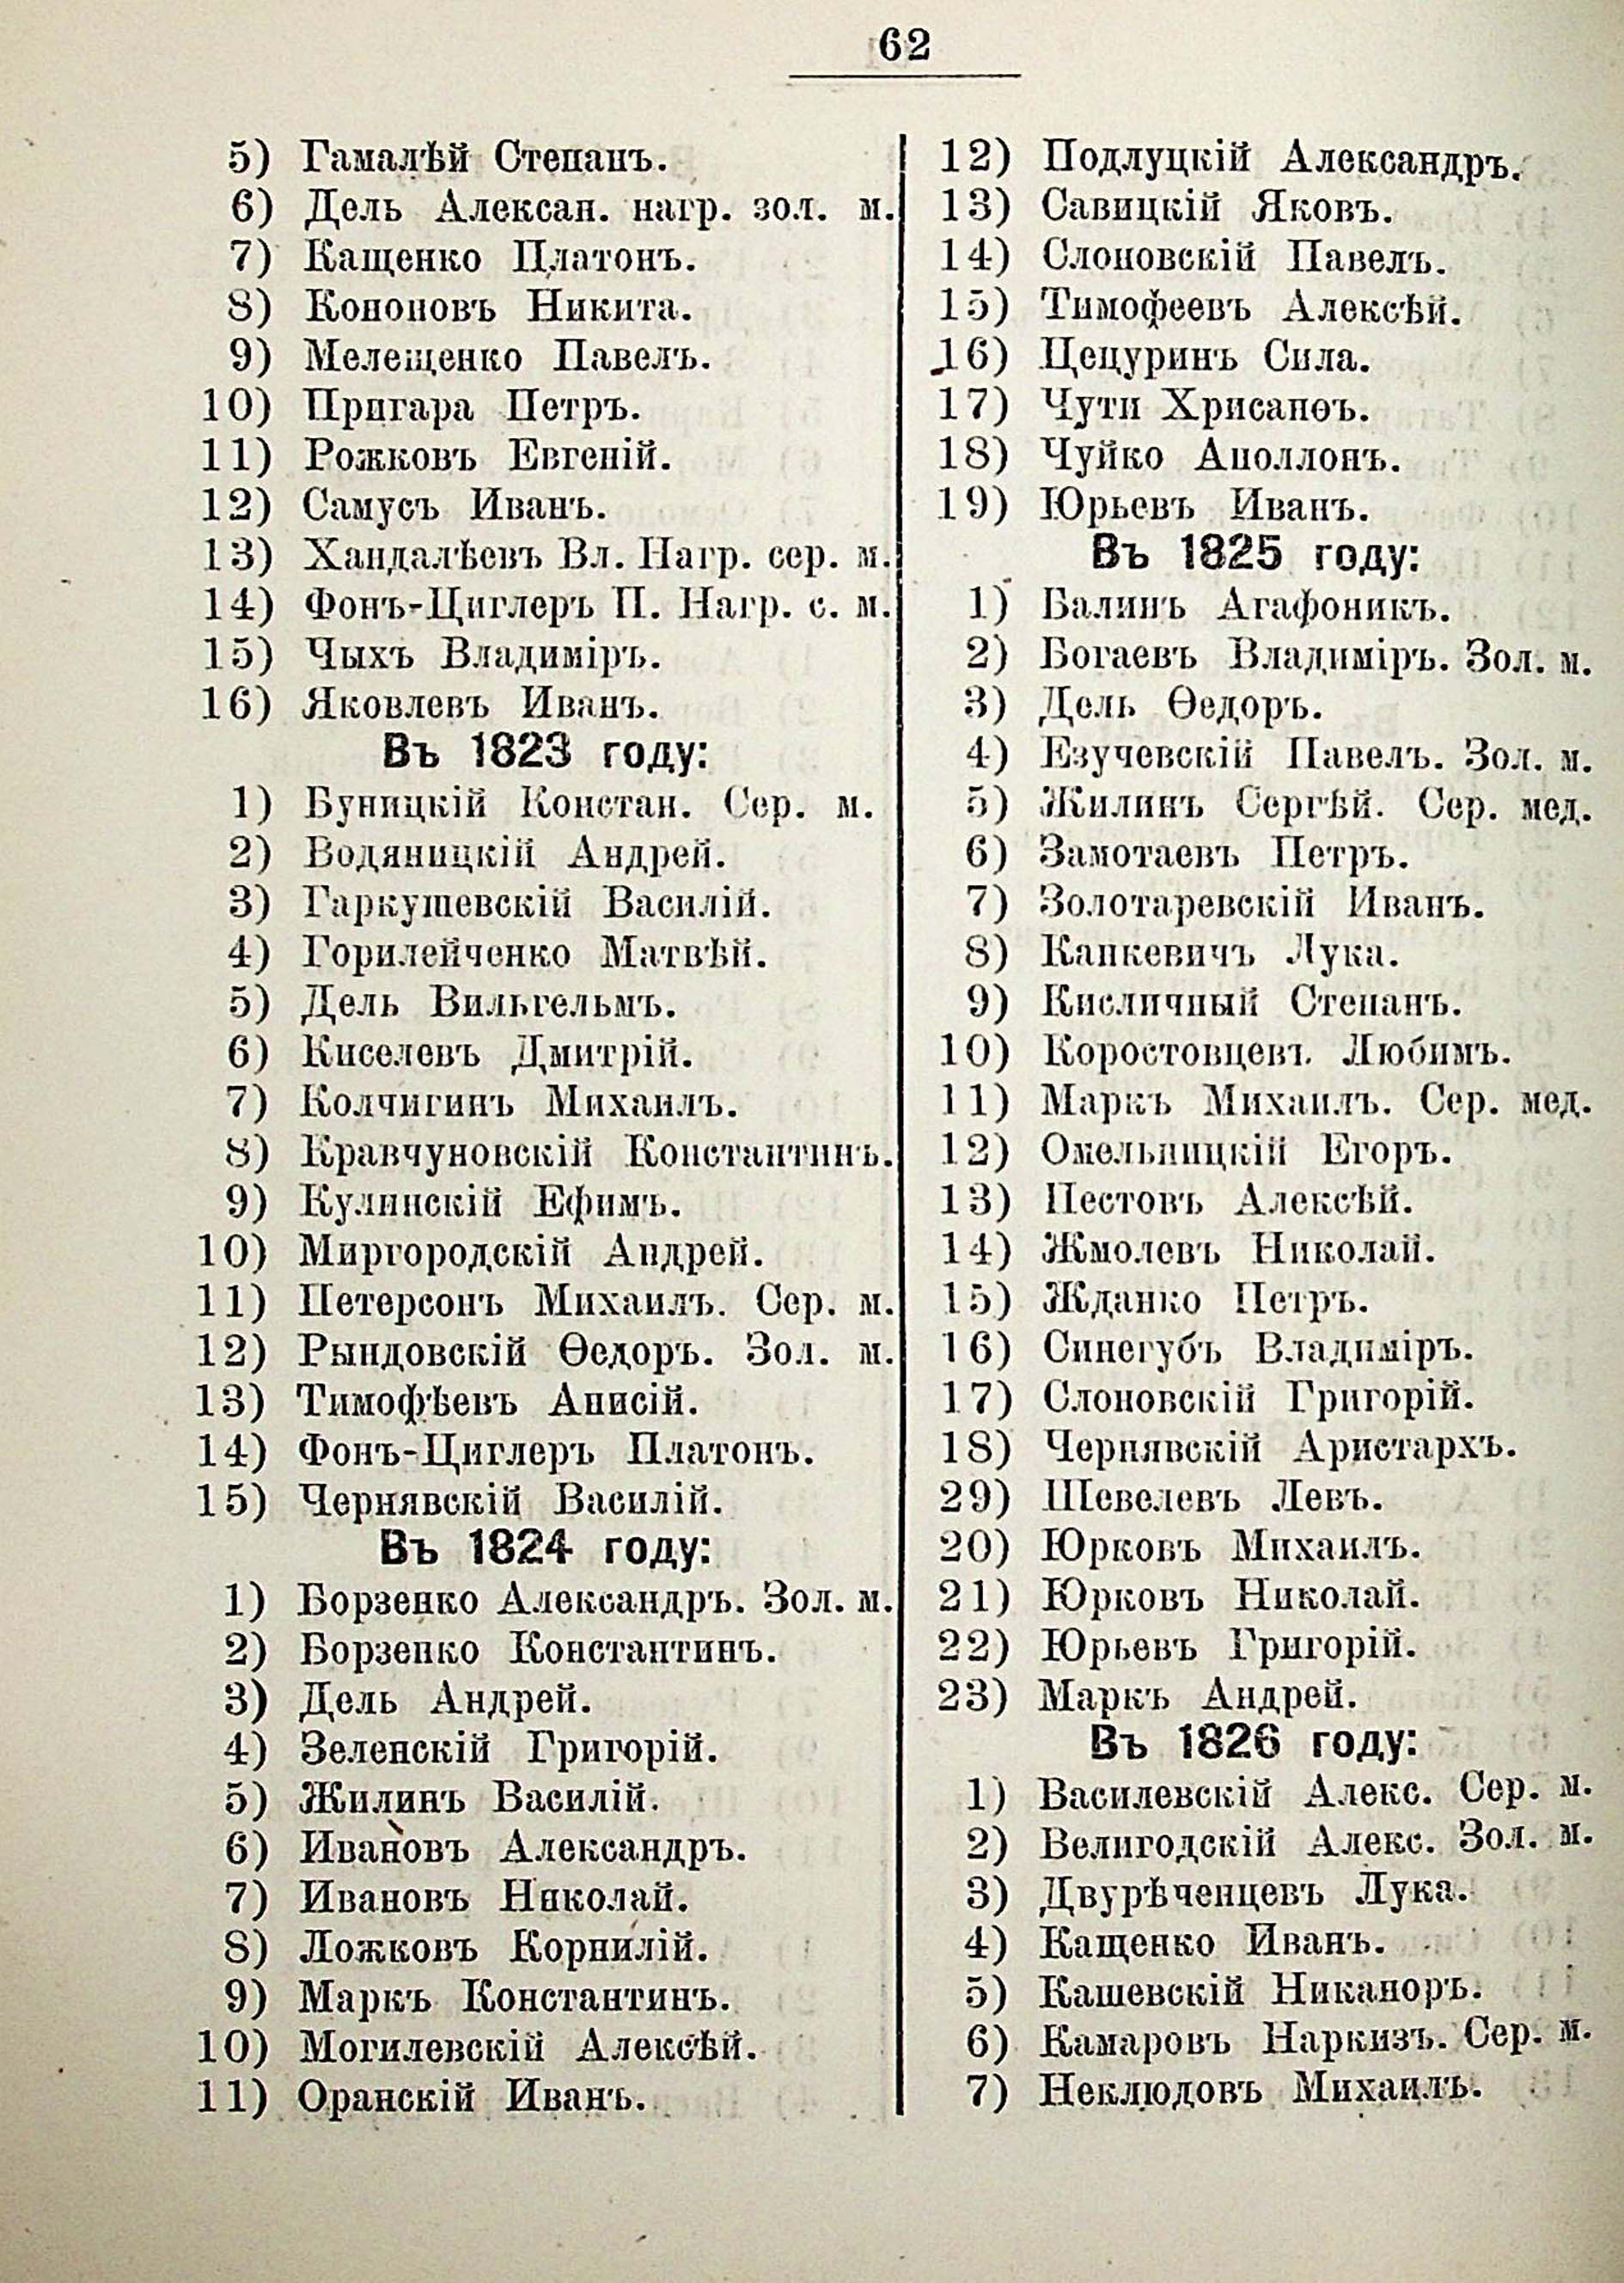 62
5) Гамалѣй Степанъ.
6) Дель Алексан. нагр. зол. м.
7) Кащенко Платонъ.
8) Кононовъ Никита.
9) Мелещенко Павелъ.
10) Пригара Петръ.
11) Рожковъ Евгеній.
12) Самусъ Иванъ.
13) Хандалѣевъ Вл. Нагр. сер. м.
14) Фонъ-Циглеръ П. Нагр. с. м.
15) Чыхъ Владиміръ.
16) Яковлевъ Иванъ.
Въ 1823 году:
1) Буницкій Констан. Сер. м.
2) Водяницкій Андрей.
3) Гаркушевскій Василій.
4) Горилейченко Матвѣй.
5) Дель Вильгельмъ.
6) Киселевъ Дмитрій.
7) Колчигинъ Михаилъ.
8) Кравчуновскій Константинъ.
9) Кулинскій Ефимъ.
10) Миргородскій Андрей.
11) Петерсонъ Михаилъ. Сер. м.
12) Рындовскій Ѳедоръ. Зол. м.
13) Тимофѣевъ Анисій.
14) Фонъ-Циглеръ Платонъ.
15) Чернявскій Василій.
Въ 1824 году:
1) Борзенко Александръ. Зол. м.
2) Борзенко Константинъ.
3) Дель Андрей.
4) Зеленскій Григорій.
5) Жилинъ Василій.
6) Ивановъ Александръ.
7) Ивановъ Николай.
8) Ложковъ Корнилій.
9) Маркъ Константинъ.
10) Могилевскій Алексѣй.
11) Оранскій Иванъ.
12) Подлуцкій Александръ.
13) Савицкій Яковъ.
14) Слоновскій Павелъ.
15) Тимофеевъ Алексѣй.
16) Цецуринъ Сила.
17) Чути Хрисанѳъ.
18) Чуйко Аполлонъ.
19) Юрьевъ Иванъ.
Въ 1825 году:
1) Балинъ Агафоникъ.
2) Богаевъ Владиміръ. Зол. м.
3) Дель Ѳедоръ.
4) Езучевскій Павелъ. Зол. м.
5) Жилинъ Сергѣй. Сер. мед.
6) Замотаевъ Петръ.
7) Золотаревскій Иванъ.
8) Капкевичъ Лука.
9) Кисличный Степанъ.
10) Коростовцевъ Любимъ.
11) Маркъ Михаилъ. Сер. мед.
12) Омельницкій Егоръ.
13) Пестовъ Алексѣй.
14) Жмолевъ Николай.
15) Жданко Петръ.
16) Синегубъ Владиміръ.
17) Слоновскій Григорій.
18) Чернявскій Аристархъ.
29) Шевелевъ Левъ.
20) Юрковъ Михаилъ.
21) Юрковъ Николай.
22) Юрьевъ Григорій.
23) Маркъ Андрей.
Въ 1826 году:
1) Василевскій Алекс. Сер. м.
2) Велигодскій Алекс. Зол. м.
3) Двурѣченцевъ Лука.
4) Кащенко Иванъ.
5) Кашевскій Никаноръ.
6) Камаровъ Наркизъ. Сер. м.
7) Неклюдовъ Михаилъ.